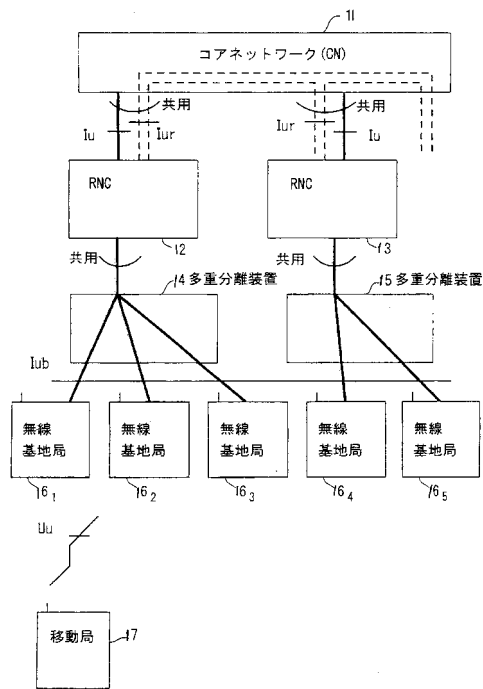 11
コアネットワーク(CN)
共用
共用
Iu
Iur
Iur
Iu
RNC
RNC
12
13
共用
共用
14 多重分離装置
15 多重分離装置
Iub
無線
基地局
無線
基地局
無線
基地局
無線
基地局
無線
基地局
16₁
16₂
16₃
16₄
16₅
Uu
移動局
17